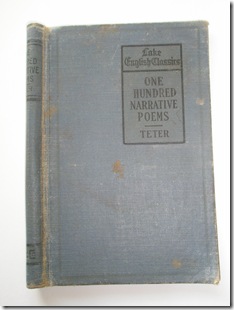 Lake
English Classics
ONE
HUNDRED
NARRATIVE
POEMS
TETER